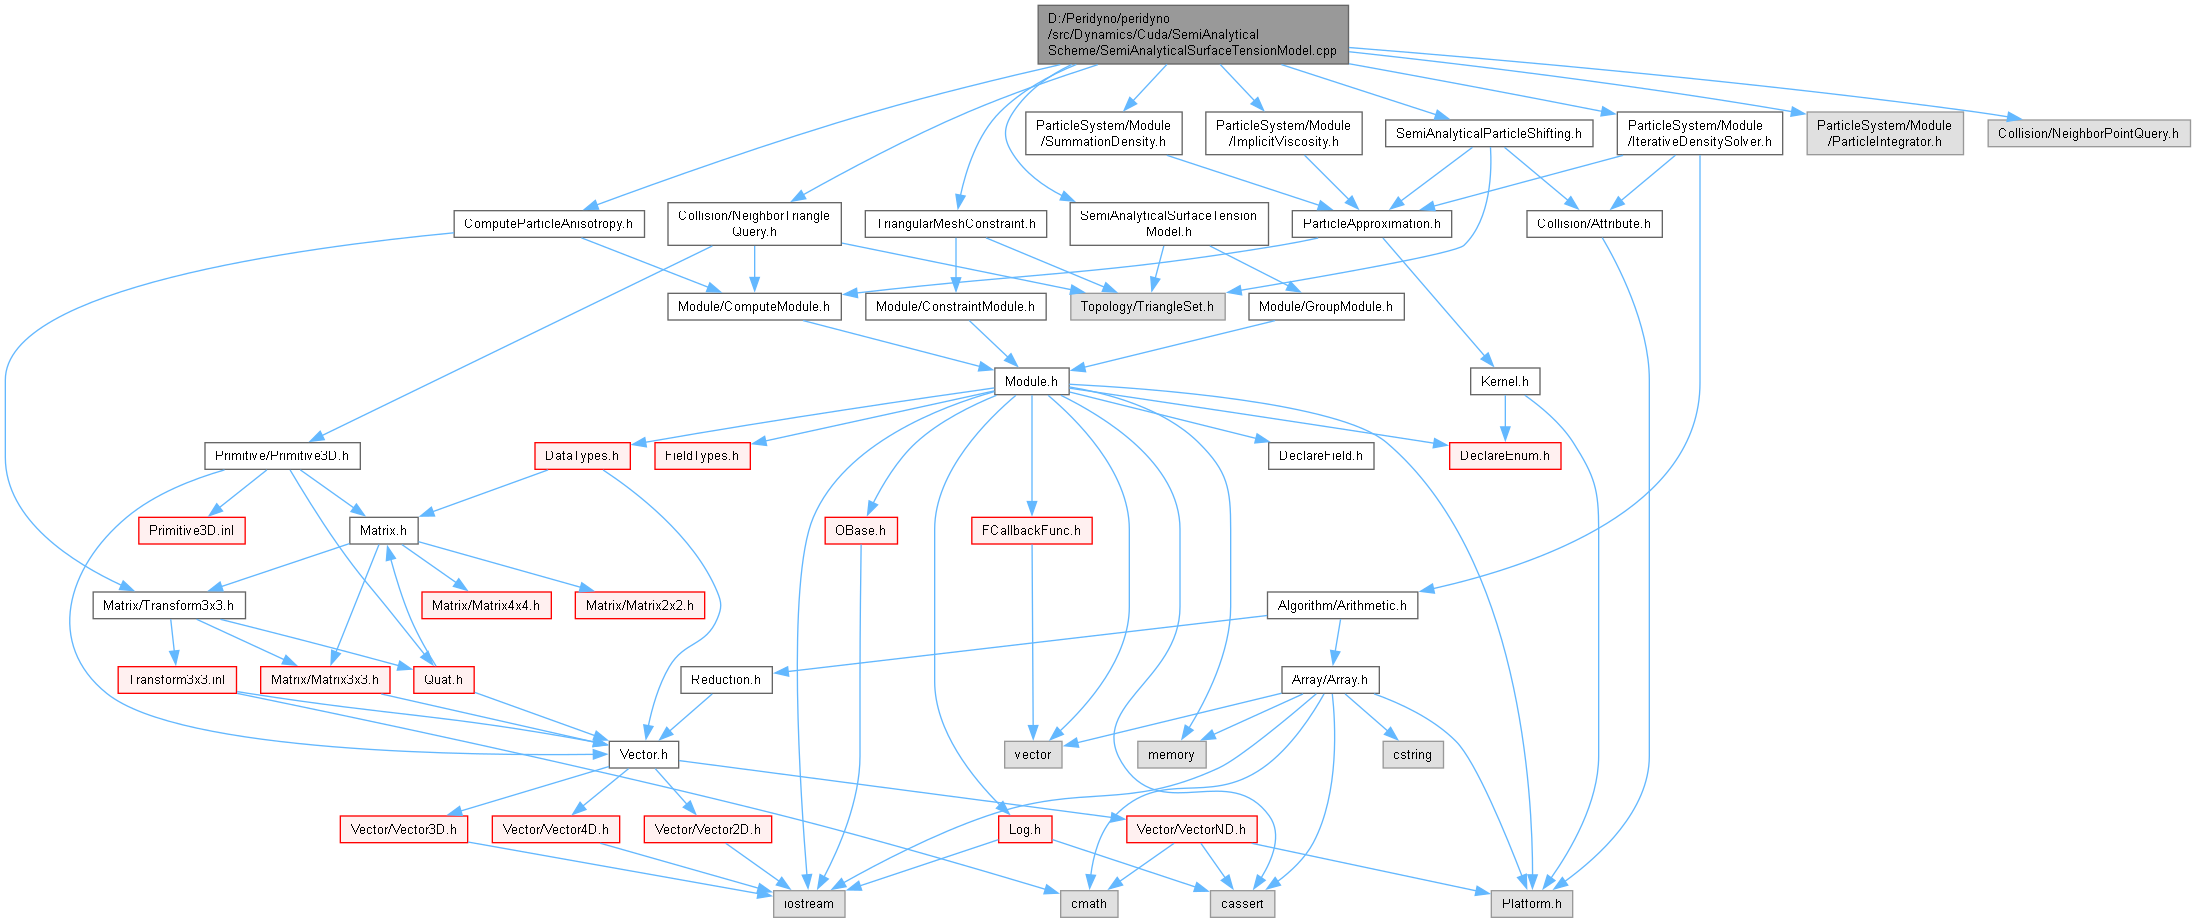 D:/Peridyno/peridyno
/src/Dynamics/Cuda/SemiAnalytical
Scheme/SemiAnalyticalSurfaceTensionModel.cpp
ParticleSystem/Module
/SummationDensity.h
ParticleSystem/Module
/ImplicitViscosity.h
SemiAnalyticalParticleShifting.h
ParticleSystem/Module
/IterativeDensitySolver.h
ParticleSystem/Module
/ParticleIntegrator.h
Collision/NeighborPointQuery.h
ComputeParticleAnisotropy.h
Collision/NeighborTriangle
Query.h
TriangularMeshConstraint.h
SemiAnalyticalSurfaceTension
Model.h
ParticleApproximation.h
Collision/Attribute.h
Module/ComputeModule.h
Module/ConstraintModule.h
Topology/TriangleSet.h
Module/GroupModule.h
Module.h
Kernel.h
Primitive/Primitive3D.h
DataTypes.h
FieldTypes.h
DeclareField.h
DeclareEnum.h
Primitive3D.inl
Matrix.h
OBase.h
FCallbackFunc.h
Matrix/Transform3x3.h
Matrix/Matrix4x4.h
Matrix/Matrix2x2.h
Algorithm/Arithmetic.h
Transform3x3.inl
Matrix/Matrix3x3.h
Quat.h
Reduction.h
Array/Array.h
Vector.h
vector
memory
cstring
Vector/Vector3D.h
Vector/Vector4D.h
Vector/Vector2D.h
Log.h
Vector/VectorND.h
iostream
cmath
cassert
Platform.h